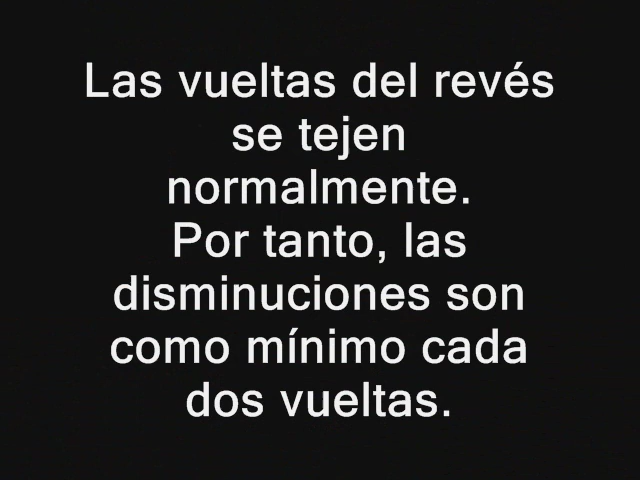 Las vueltas del revés
se tejen
normalmente.
Por tanto, las
disminuciones son
como mínimo cada
dos vueltas.